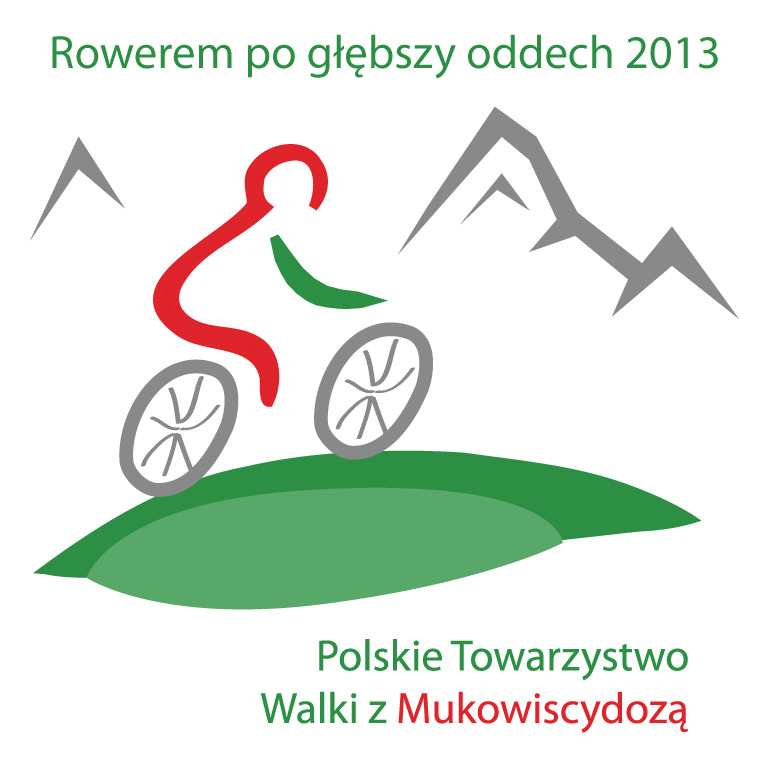 Rowerem po głębszy oddech 2013
Polskie Towarzystwo
Walki z Mukowiscydozą